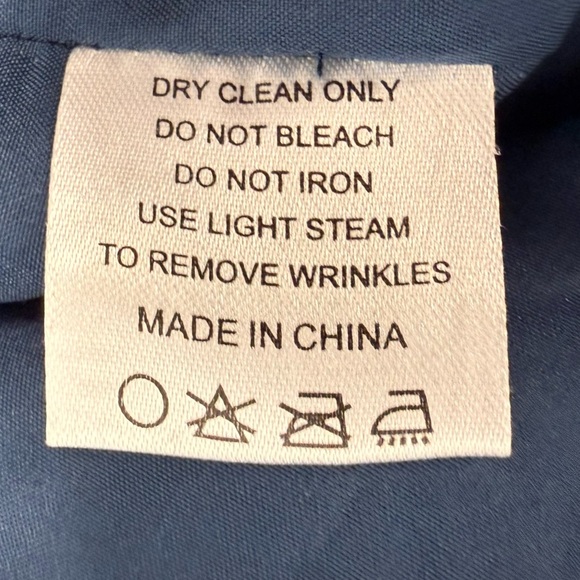 DRY CLEAN ONLY
DO NOT BLEACH
DO NOT IRON
USE LIGHT STEAM
TO REMOVE WRINKLES
MADE IN CHINA